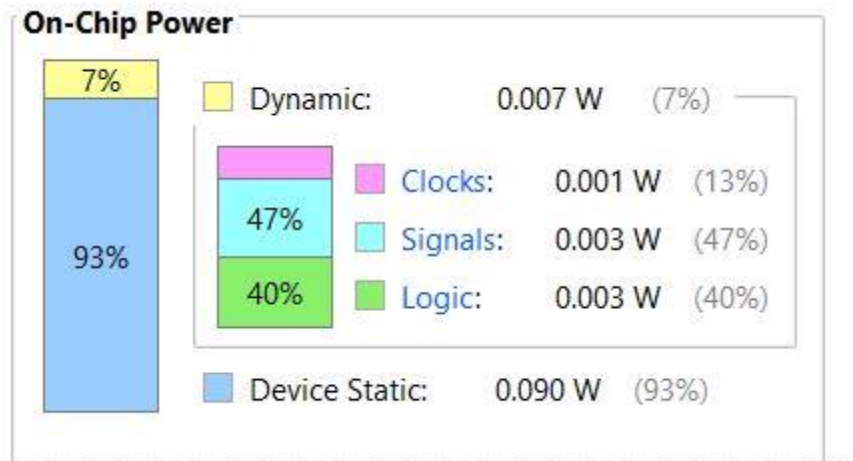 On-Chip Power
7%
Dynamic: 0.007 W (7%)
Clocks: 0.001 W (13%)
47%
Signals: 0.003 W (47%)
93%
40%
Logic: 0.003 W (40%)
Device Static: 0.090 W (93%)